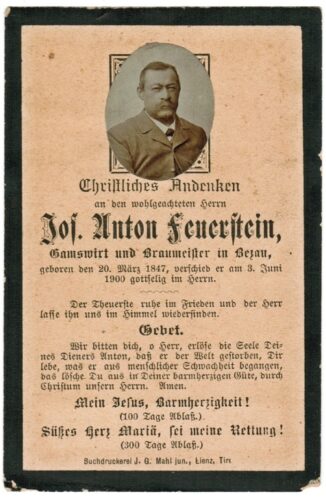 Christliches Andenken
an den wohlgeachteten Herrn
Jos. Anton Feuerstein,
Gamswirt und Braumeister in Bezau,
geboren den 20. März 1847, verschied er am 3. Juni
1900 gottselig im Herrn.
Der Theuerste ruhe im Frieden und der Herr
lasse ihn uns im Himmel wiederfinden.
Gebet.
Wir bitten dich, o Herr, erlöse die Seele Dei-
nes Dieners Anton, daß er der Welt gestorben, Dir
lebe, was er aus menschlicher Schwachheit begangen,
das lösche Du aus in Deiner barmherzigen Güte, durch
Christum unsern Herrn. Amen.
Mein Jesus, Barmherzigkeit!
(100 Tage Ablaß.)
Süßes Herz Mariä, sei meine Rettung!
(300 Tage Ablaß.)
Buchdruckerei J. G. Mahl jun., Lienz, Tirol